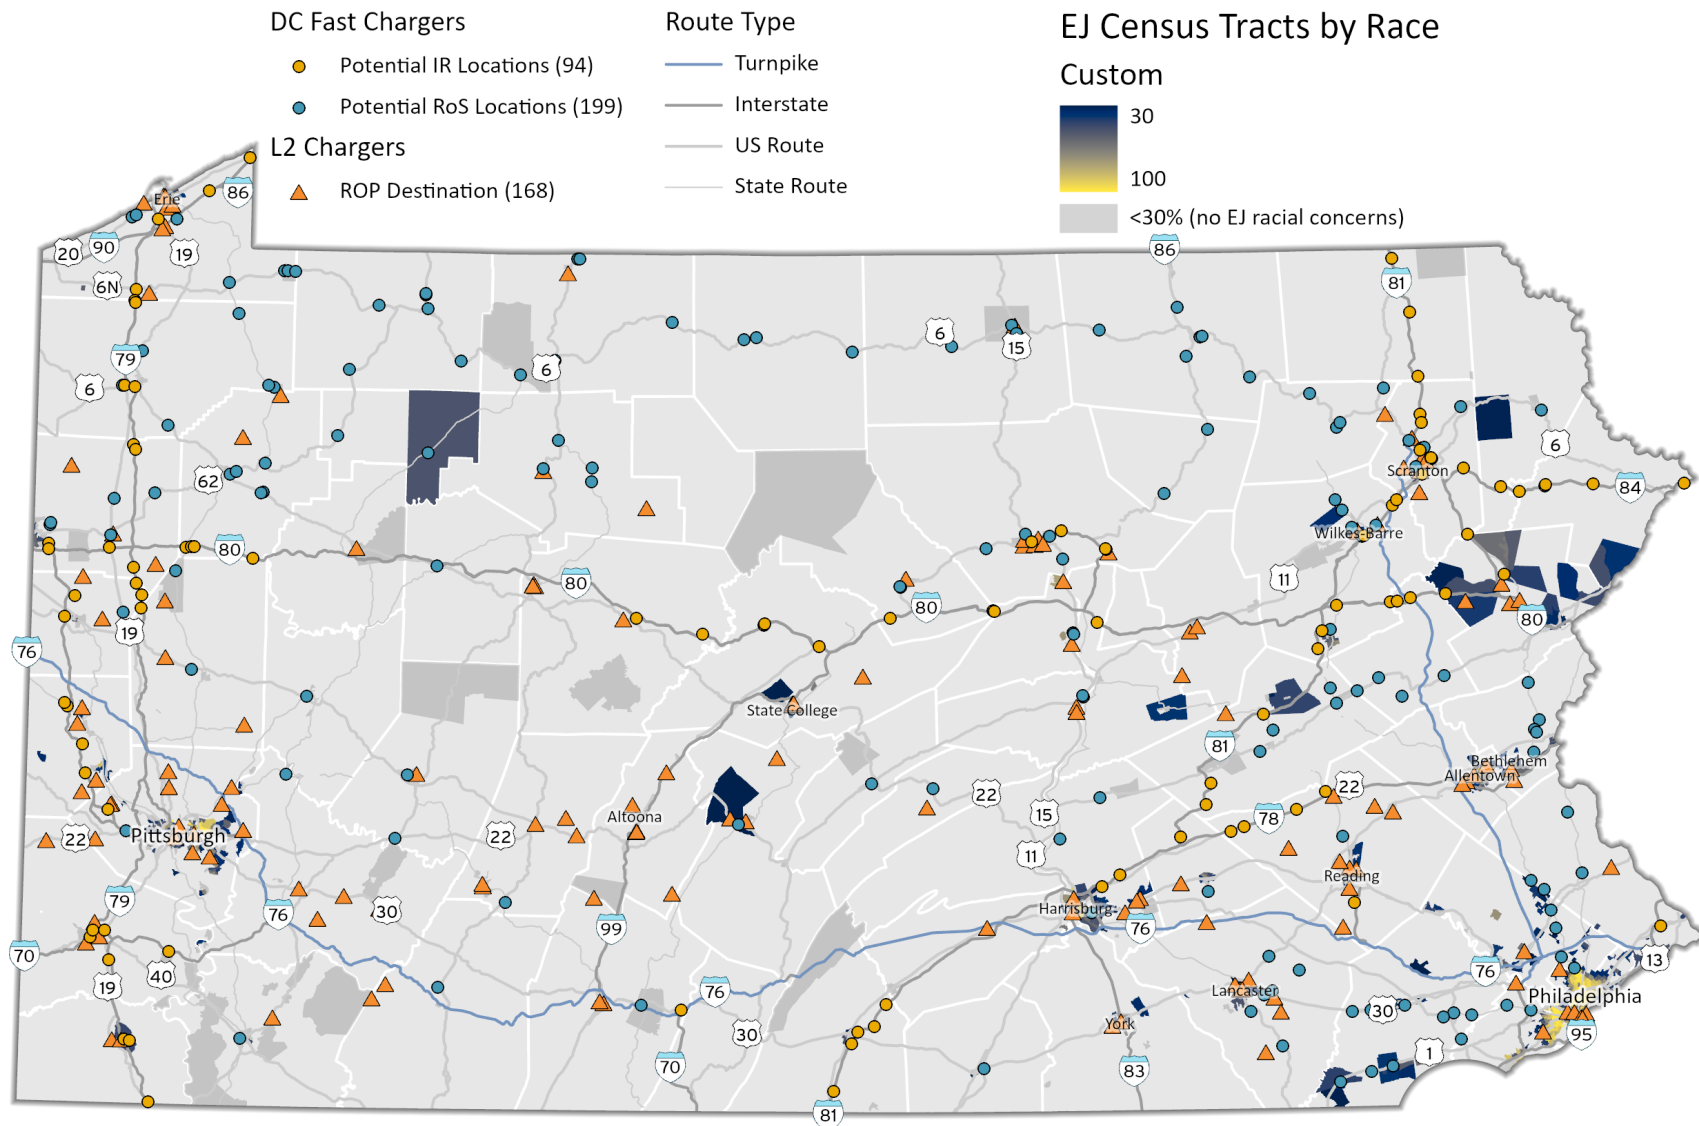 DC Fast Chargers
Potential IR Locations (94)
Potential RoS Locations (199)
L2 Chargers
ROP Destination (168)
Route Type
Turnpike
Interstate
US Route
State Route
EJ Census Tracts by Race
Custom
30
100
<30% (no EJ racial concerns)
Erie
86
20
90
19
6N
86
81
79
6
6
6
15
6
62
Scranton
84
80
Wilkes-Barre
11
80
80
80
19
76
State College
81
Bethlehem
Allentown
22
22
15
78
Altoona
Pittsburgh
22
22
11
Reading
79
30
76
Harrisburg
76
99
70
40
19
76
30
Lancaster
30
York
76
13
Philadelphia
95
1
70
83
81